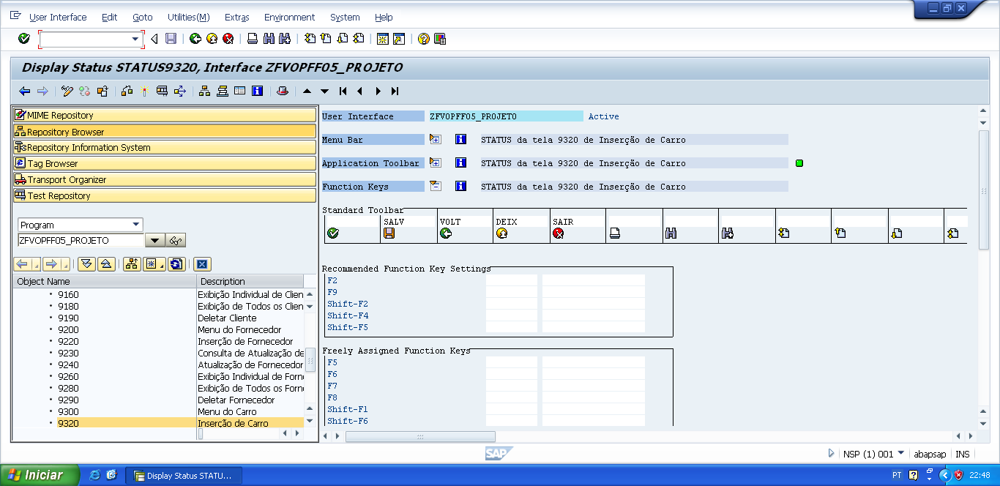 User Interface Edit Goto Utilities(M) Extras Environment System Help
Display Status STATUS9320, Interface ZFVOPFF05_PROJETO
MIME Repository
Repository Browser
Repository Information System
Tag Browser
Transport Organizer
Test Repository
Program
ZFVOPFF05_PROJETO
Object Name Description
9160 Exibição Individual de Clien
9180 Exibição de Todos os Clien
9190 Deletar Cliente
9200 Menu do Fornecedor
9220 Inserção de Fornecedor
9230 Consulta de Atualização de
9240 Atualização de Fornecedor
9260 Exibição Individual de Forn
9280 Exibição de Todos os Forn
9290 Deletar Fornecedor
9300 Menu do Carro
9320 Inserção de Carro
User Interface ZFVOPFF05_PROJETO Active
Menu Bar STATUS da tela 9320 de Inserção de Carro
Application Toolbar STATUS da tela 9320 de Inserção de Carro
Function Keys STATUS da tela 9320 de Inserção de Carro
Standard Toolbar
SALV VOLT DEIX SAIR
Recommended Function Key Settings
F2
F9
Shift-F2
Shift-F4
Shift-F5
Freely Assigned Function Keys
F5
F6
F7
F8
Shift-F1
Shift-F6
SAP
NSP (1) 001 abapsap INS
Iniciar Display Status STATU... PT 22:48